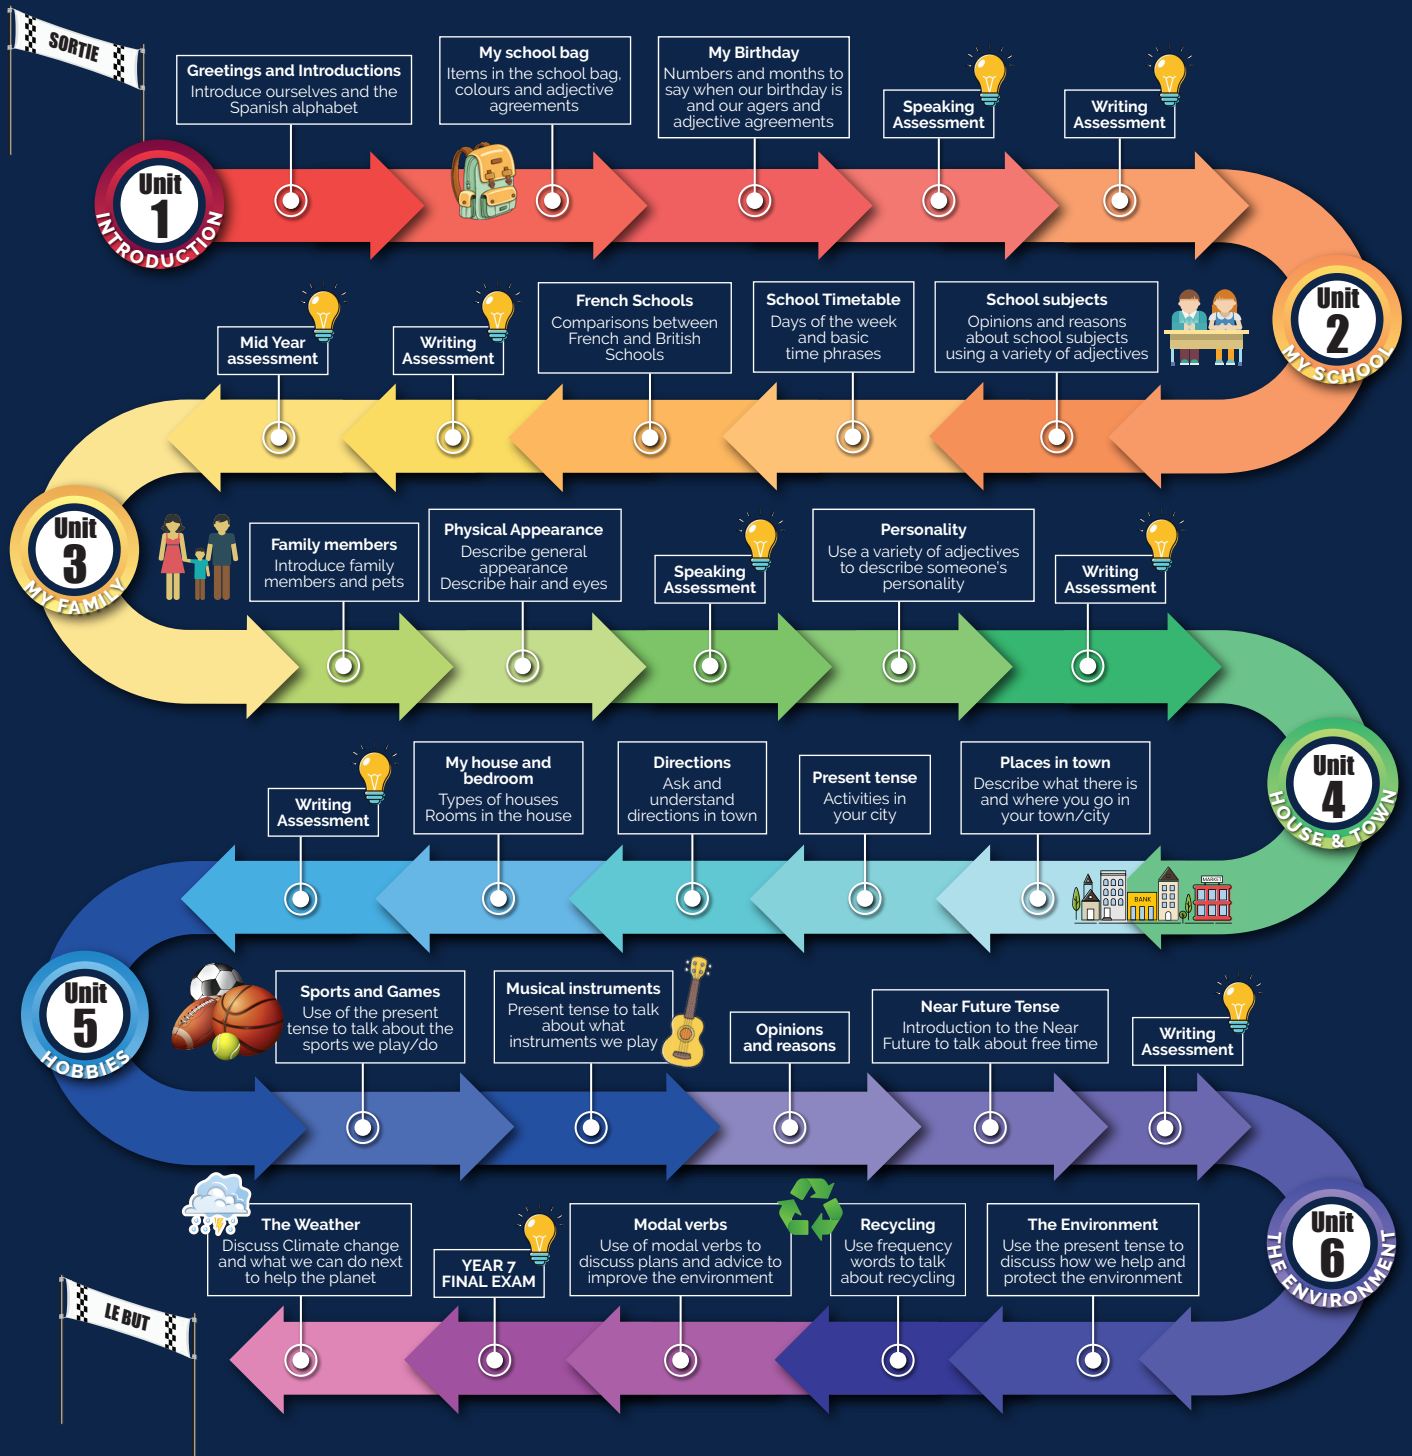 SORTIE
Greetings and Introductions
Introduce ourselves and the
Spanish alphabet
My school bag
Items in the school bag,
colours and adjective
agreements
My Birthday
Numbers and months to
say when our birthday is
and our agers and
adjective agreements
Speaking
Assessment
Writing
Assessment
Unit
1
INTRODUCTION
Unit
2
MY SCHOOL
School subjects
Opinions and reasons
about school subjects
using a variety of adjectives
School Timetable
Days of the week
and basic
time phrases
French Schools
Comparisons between
French and British
Schools
Writing
Assessment
Mid Year
assessment
Unit
3
MY FAMILY
Family members
Introduce family
members and pets
Physical Appearance
Describe general
appearance
Describe hair and eyes
Speaking
Assessment
Personality
Use a variety of adjectives
to describe someone's
personality
Writing
Assessment
Unit
4
HOUSE & TOWN
Places in town
Describe what there is
and where you go in
your town/city
BANK
MARKET
Present tense
Activities in
your city
Directions
Ask and
understand
directions in town
My house and
bedroom
Types of houses
Rooms in the house
Writing
Assessment
Unit
5
HOBBIES
Sports and Games
Use of the present
tense to talk about the
sports we play/do
Musical instruments
Present tense to talk
about what
instruments we play
Opinions
and reasons
Near Future Tense
Introduction to the Near
Future to talk about free time
Writing
Assessment
Unit
6
THE ENVIRONMENT
The Environment
Use the present tense to
discuss how we help and
protect the environment
Recycling
Use frequency
words to talk
about recycling
Modal verbs
Use of modal verbs to
discuss plans and advice to
improve the environment
YEAR 7
FINAL EXAM
The Weather
Discuss Climate change
and what we can do next
to help the planet
LE BUT